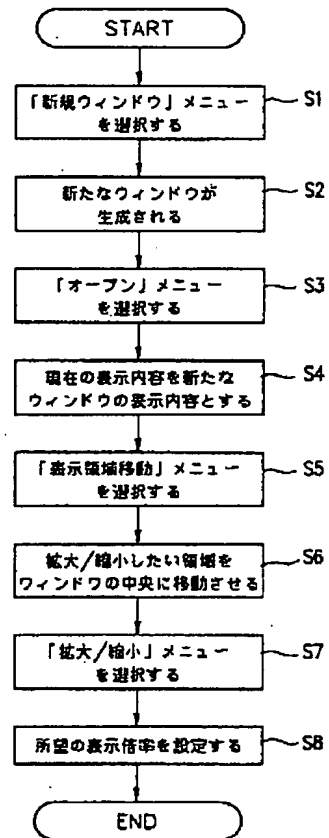 START
「新規ウィンドウ」メニュー
を選択する
S1
新たなウィンドウが
生成される
S2
「オープン」メニュー
を選択する
S3
現在の表示内容を新たな
ウィンドウの表示内容とする
S4
「表示領域移動」メニュー
を選択する
S5
拡大/縮小したい領域を
ウィンドウの中央に移動させる
S6
「拡大/縮小」メニュー
を選択する
S7
所望の表示倍率を設定する
S8
END